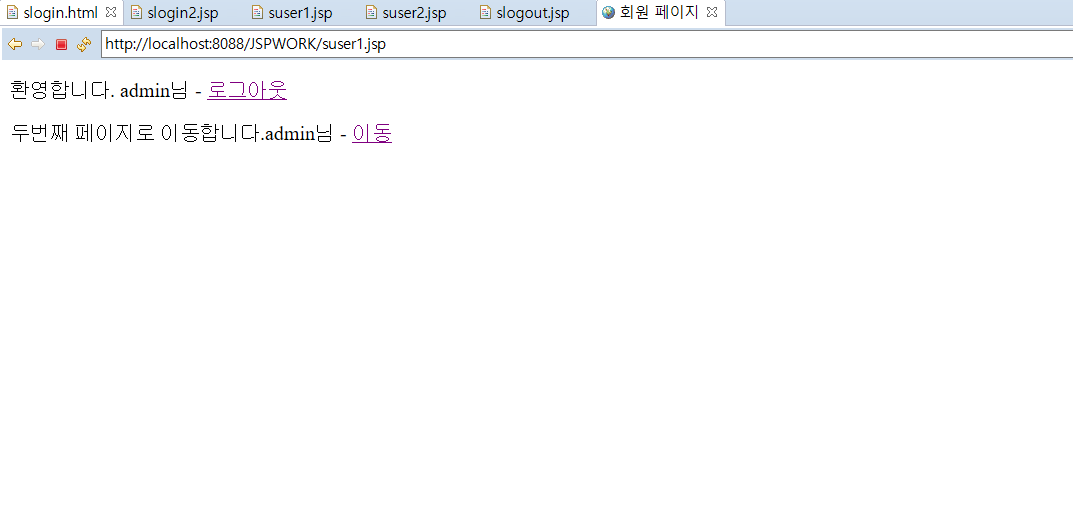 slogin.html slogin2.jsp suser1.jsp suser2.jsp slogout.jsp 회원 페이지
http://localhost:8088/JSPWORK/suser1.jsp
환영합니다. admin님 - 로그아웃
두번째 페이지로 이동합니다.admin님 - 이동